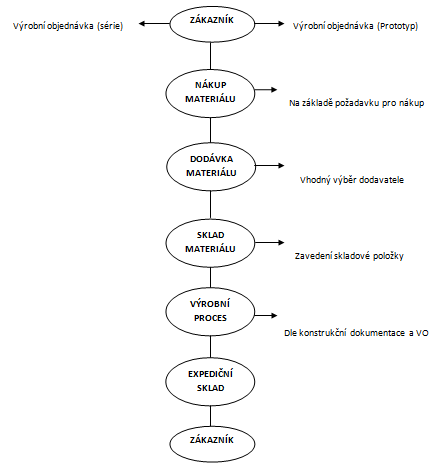 Výrobní objednávka (série)
ZÁKAZNÍK
Výrobní objednávka (Prototyp)
NÁKUP
MATERIÁLU
Na základě požadavku pro nákup
DODÁVKA
MATERIÁLU
Vhodný výběr dodavatele
SKLAD
MATERIÁLU
Zavedení skladové položky
VÝROBNÍ
PROCES
Dle konstrukční dokumentace a VO
EXPEDIČNÍ
SKLAD
ZÁKAZNÍK